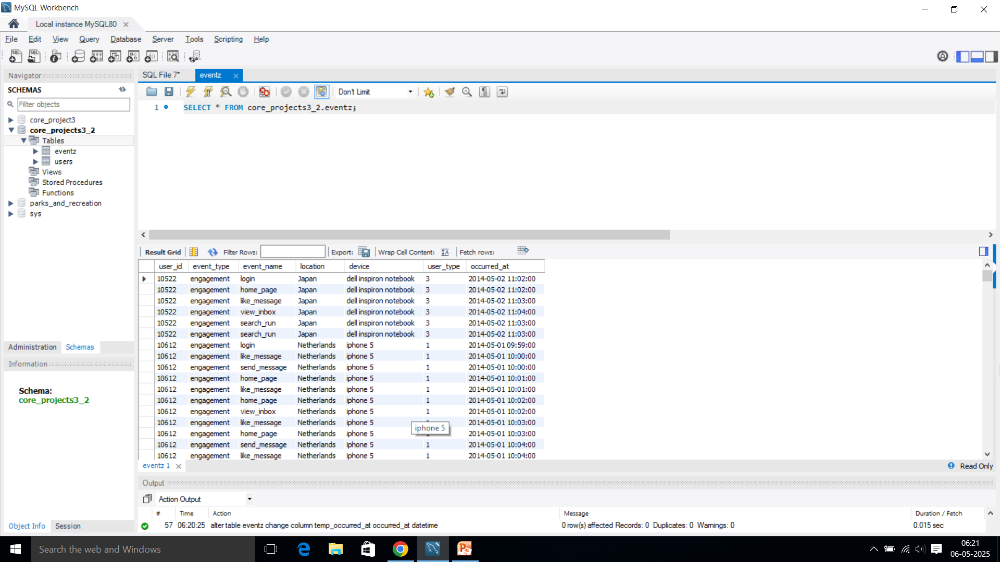 MySQL Workbench
Local instance MySQL80
File Edit View Query Database Server Tools Scripting Help
Navigator
SCHEMAS
Filter objects
core_project3
core_projects3_2
Tables
eventz
users
Views
Stored Procedures
Functions
parks_and_recreation
sys
Administration Schemas
Information
Schema:
core_projects3_2
Object Info Session
SQL File 7* eventz
Don't Limit
1 SELECT * FROM core_projects3_2.eventz;
Result Grid Filter Rows: Export: Wrap Cell Content: Fetch rows:
user_id event_type event_name location device user_type occurred_at
10522 engagement login Japan dell inspiron notebook 3 2014-05-02 11:02:00
10522 engagement home_page Japan dell inspiron notebook 3 2014-05-02 11:02:00
10522 engagement like_message Japan dell inspiron notebook 3 2014-05-02 11:03:00
10522 engagement view_inbox Japan dell inspiron notebook 3 2014-05-02 11:04:00
10522 engagement search_run Japan dell inspiron notebook 3 2014-05-02 11:03:00
10522 engagement search_run Japan dell inspiron notebook 3 2014-05-02 11:03:00
10612 engagement login Netherlands iphone 5 1 2014-05-01 09:59:00
10612 engagement like_message Netherlands iphone 5 1 2014-05-01 10:00:00
10612 engagement send_message Netherlands iphone 5 1 2014-05-01 10:00:00
10612 engagement home_page Netherlands iphone 5 1 2014-05-01 10:01:00
10612 engagement like_message Netherlands iphone 5 1 2014-05-01 10:01:00
10612 engagement home_page Netherlands iphone 5 1 2014-05-01 10:02:00
10612 engagement view_inbox Netherlands iphone 5 1 2014-05-01 10:02:00
10612 engagement like_message Netherlands iphone 5 2014-05-01 10:03:00
iphone 5
10612 engagement home_page Netherlands iphone 5 2014-05-01 10:03:00
10612 engagement send_message Netherlands iphone 5 1 2014-05-01 10:04:00
10612 engagement like_message Netherlands iphone 5 1 2014-05-01 10:04:00
eventz 1 Read Only
Output
Action Output
# Time Action Message Duration / Fetch
57 06:20:25 alter table eventz change column temp_occurred_at occurred_at datetime 0 row(s) affected Records: 0 Duplicates: 0 Warnings: 0 0.015 sec
Search the web and Windows
06:21
06-05-2025